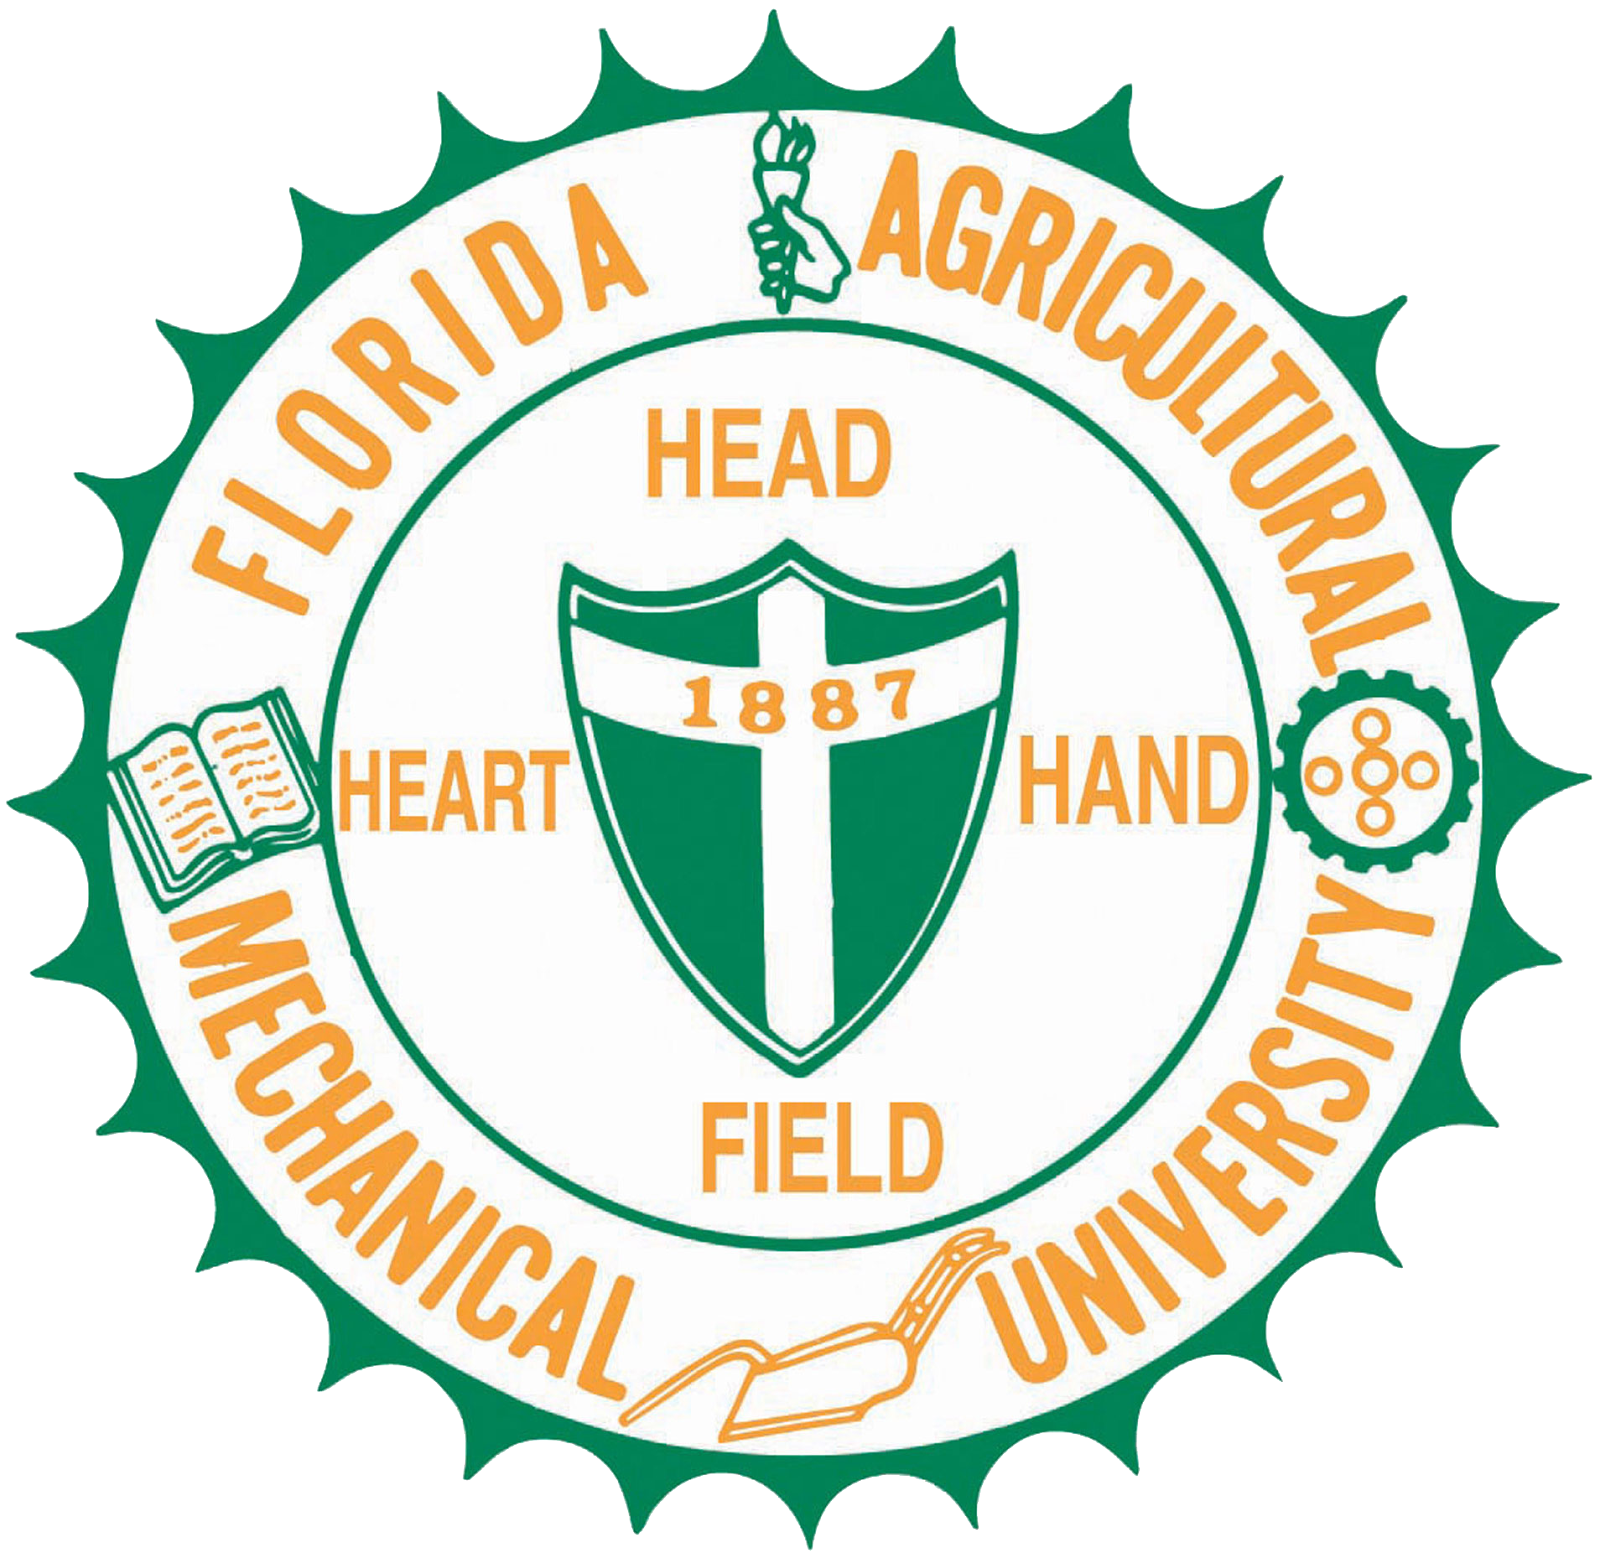 FLORIDA
AGRICULTURAL
MECHANICAL
UNIVERSITY
HEAD
1887
HEART
HAND
FIELD